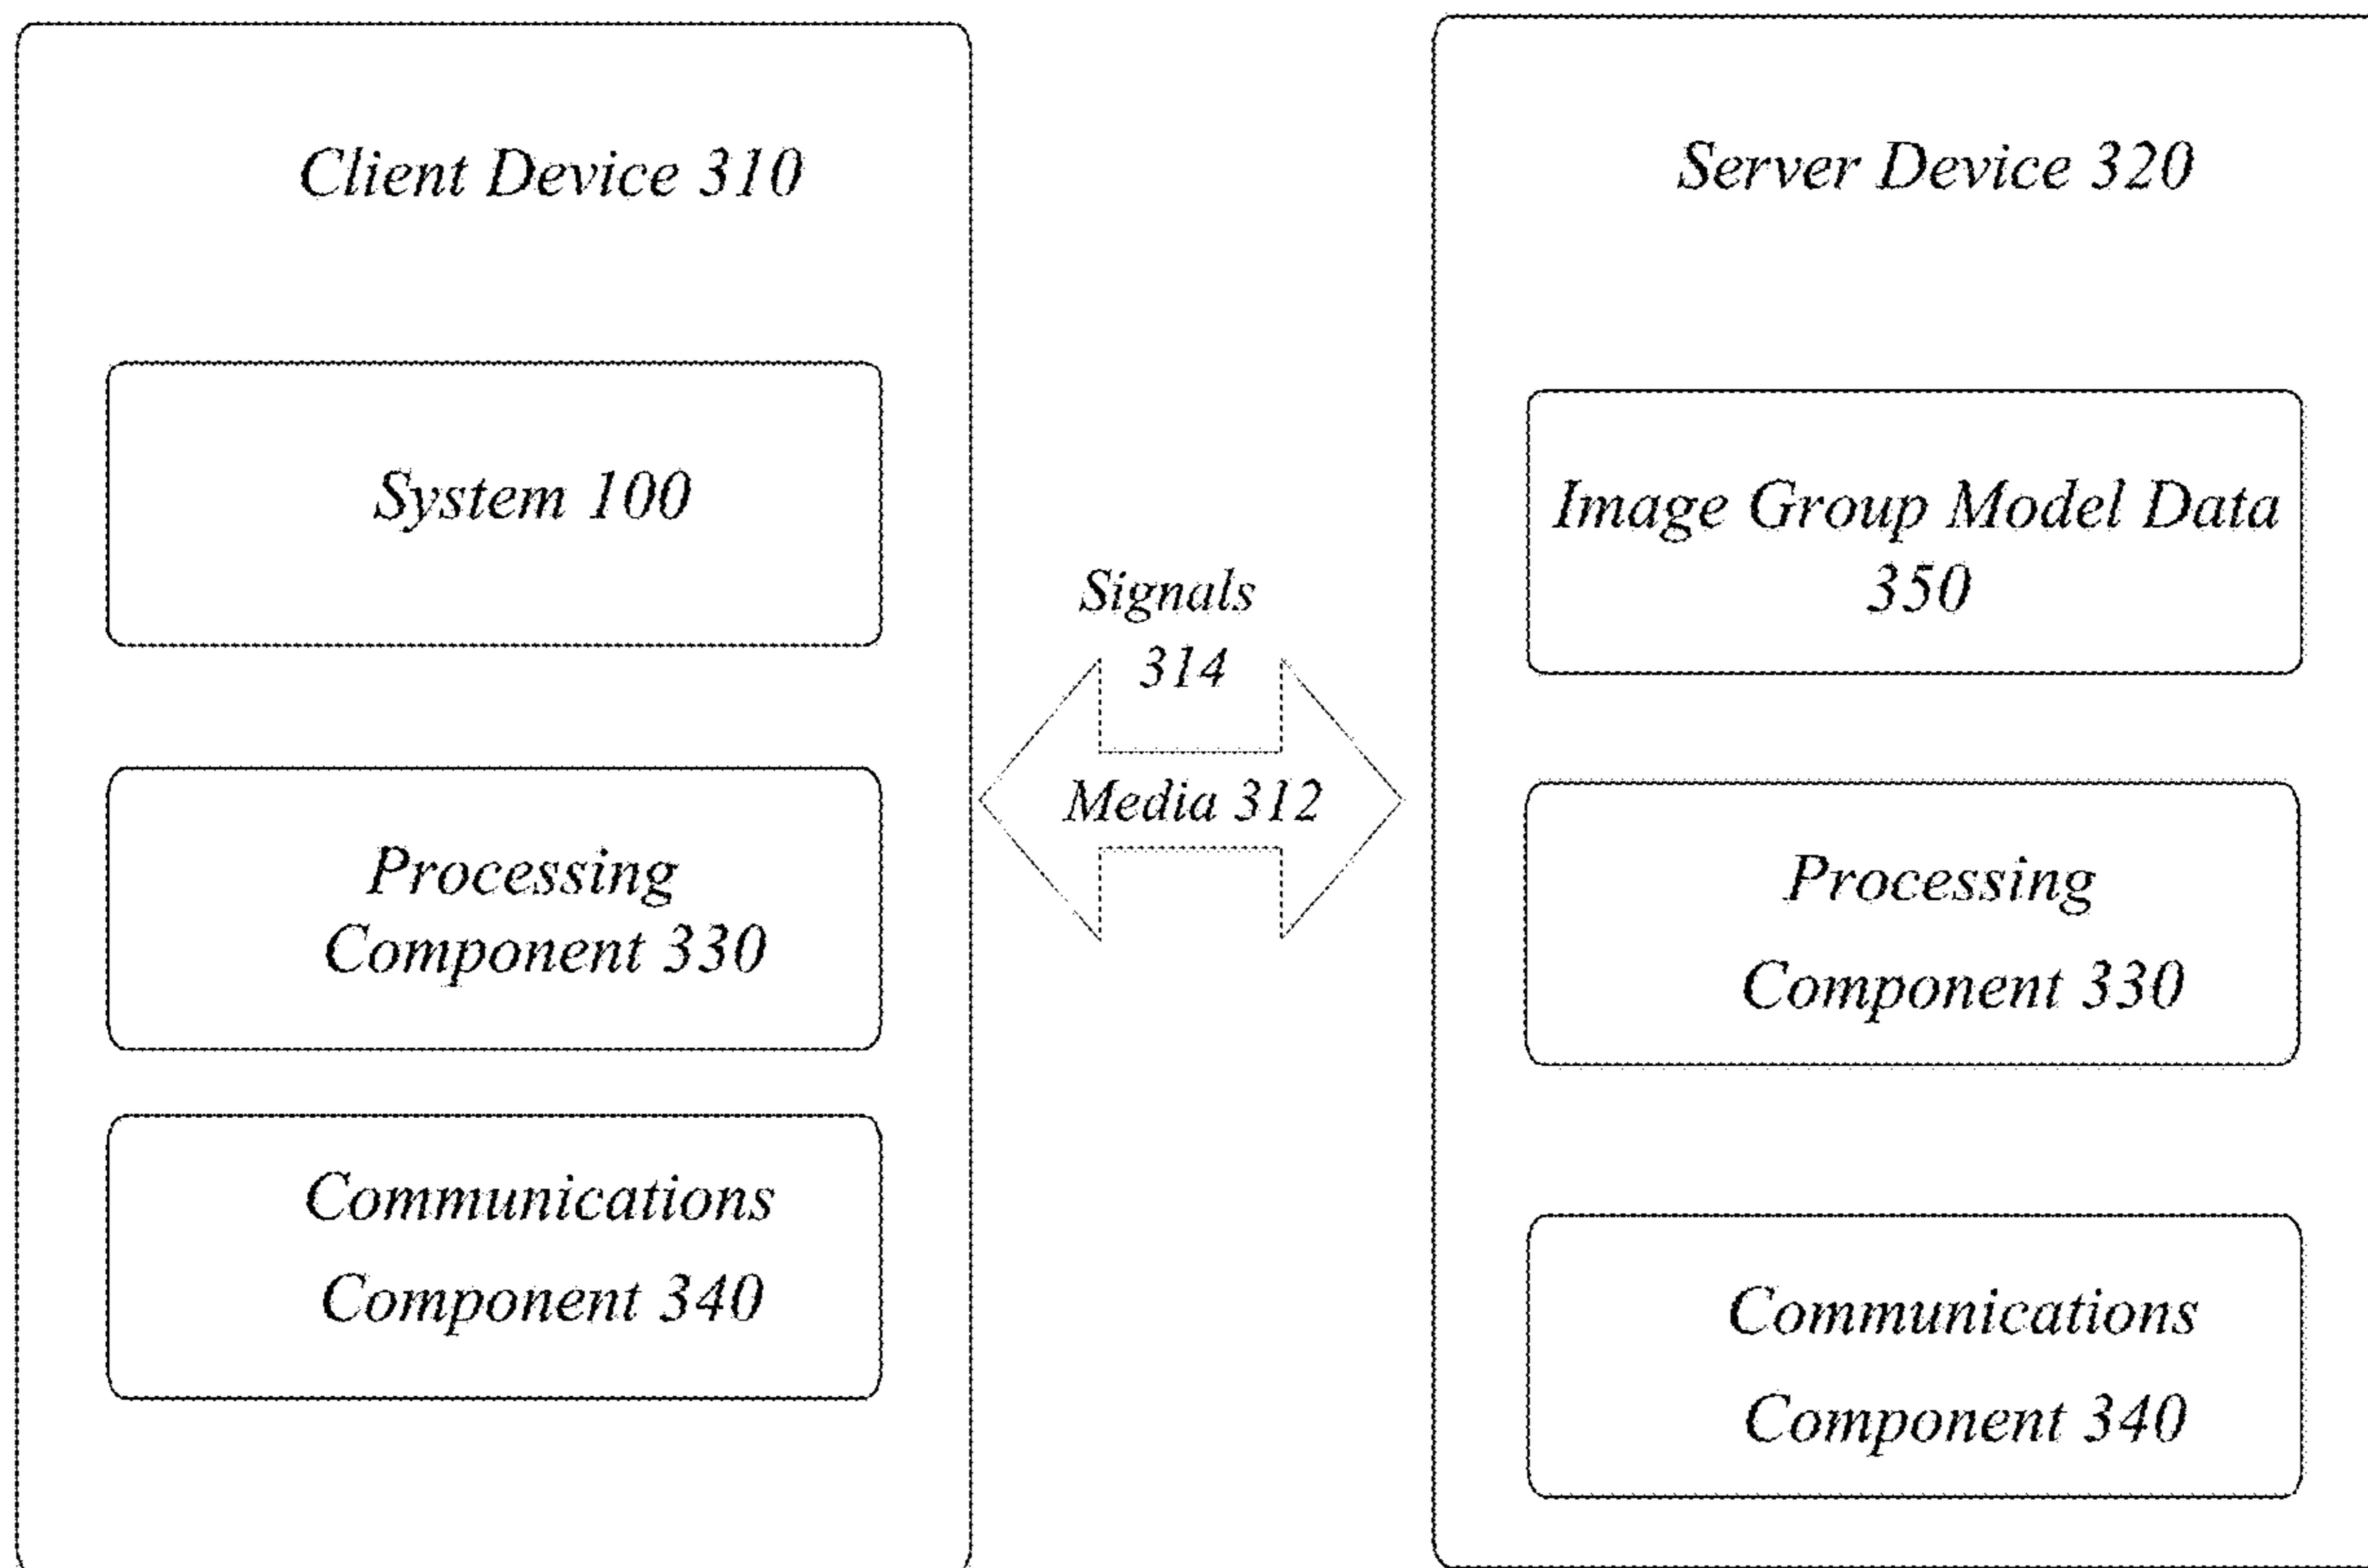 Client Device 310
System 100
Processing
Component 330
Communications
Component 340
Signals
314
Media 312
Server Device 320
Image Group Model Data
350
Processing
Component 330
Communications
Component 340